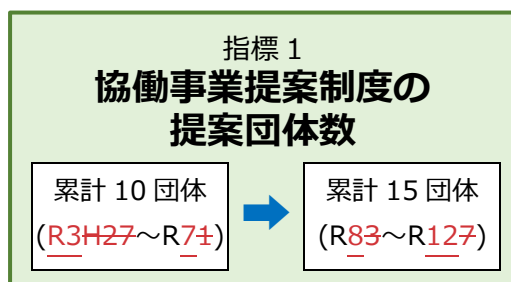 指標 1
協働事業提案制度の
提案団体数
累計 10 団体
(R3H27～R71)
累計 15 団体
(R83～R127)